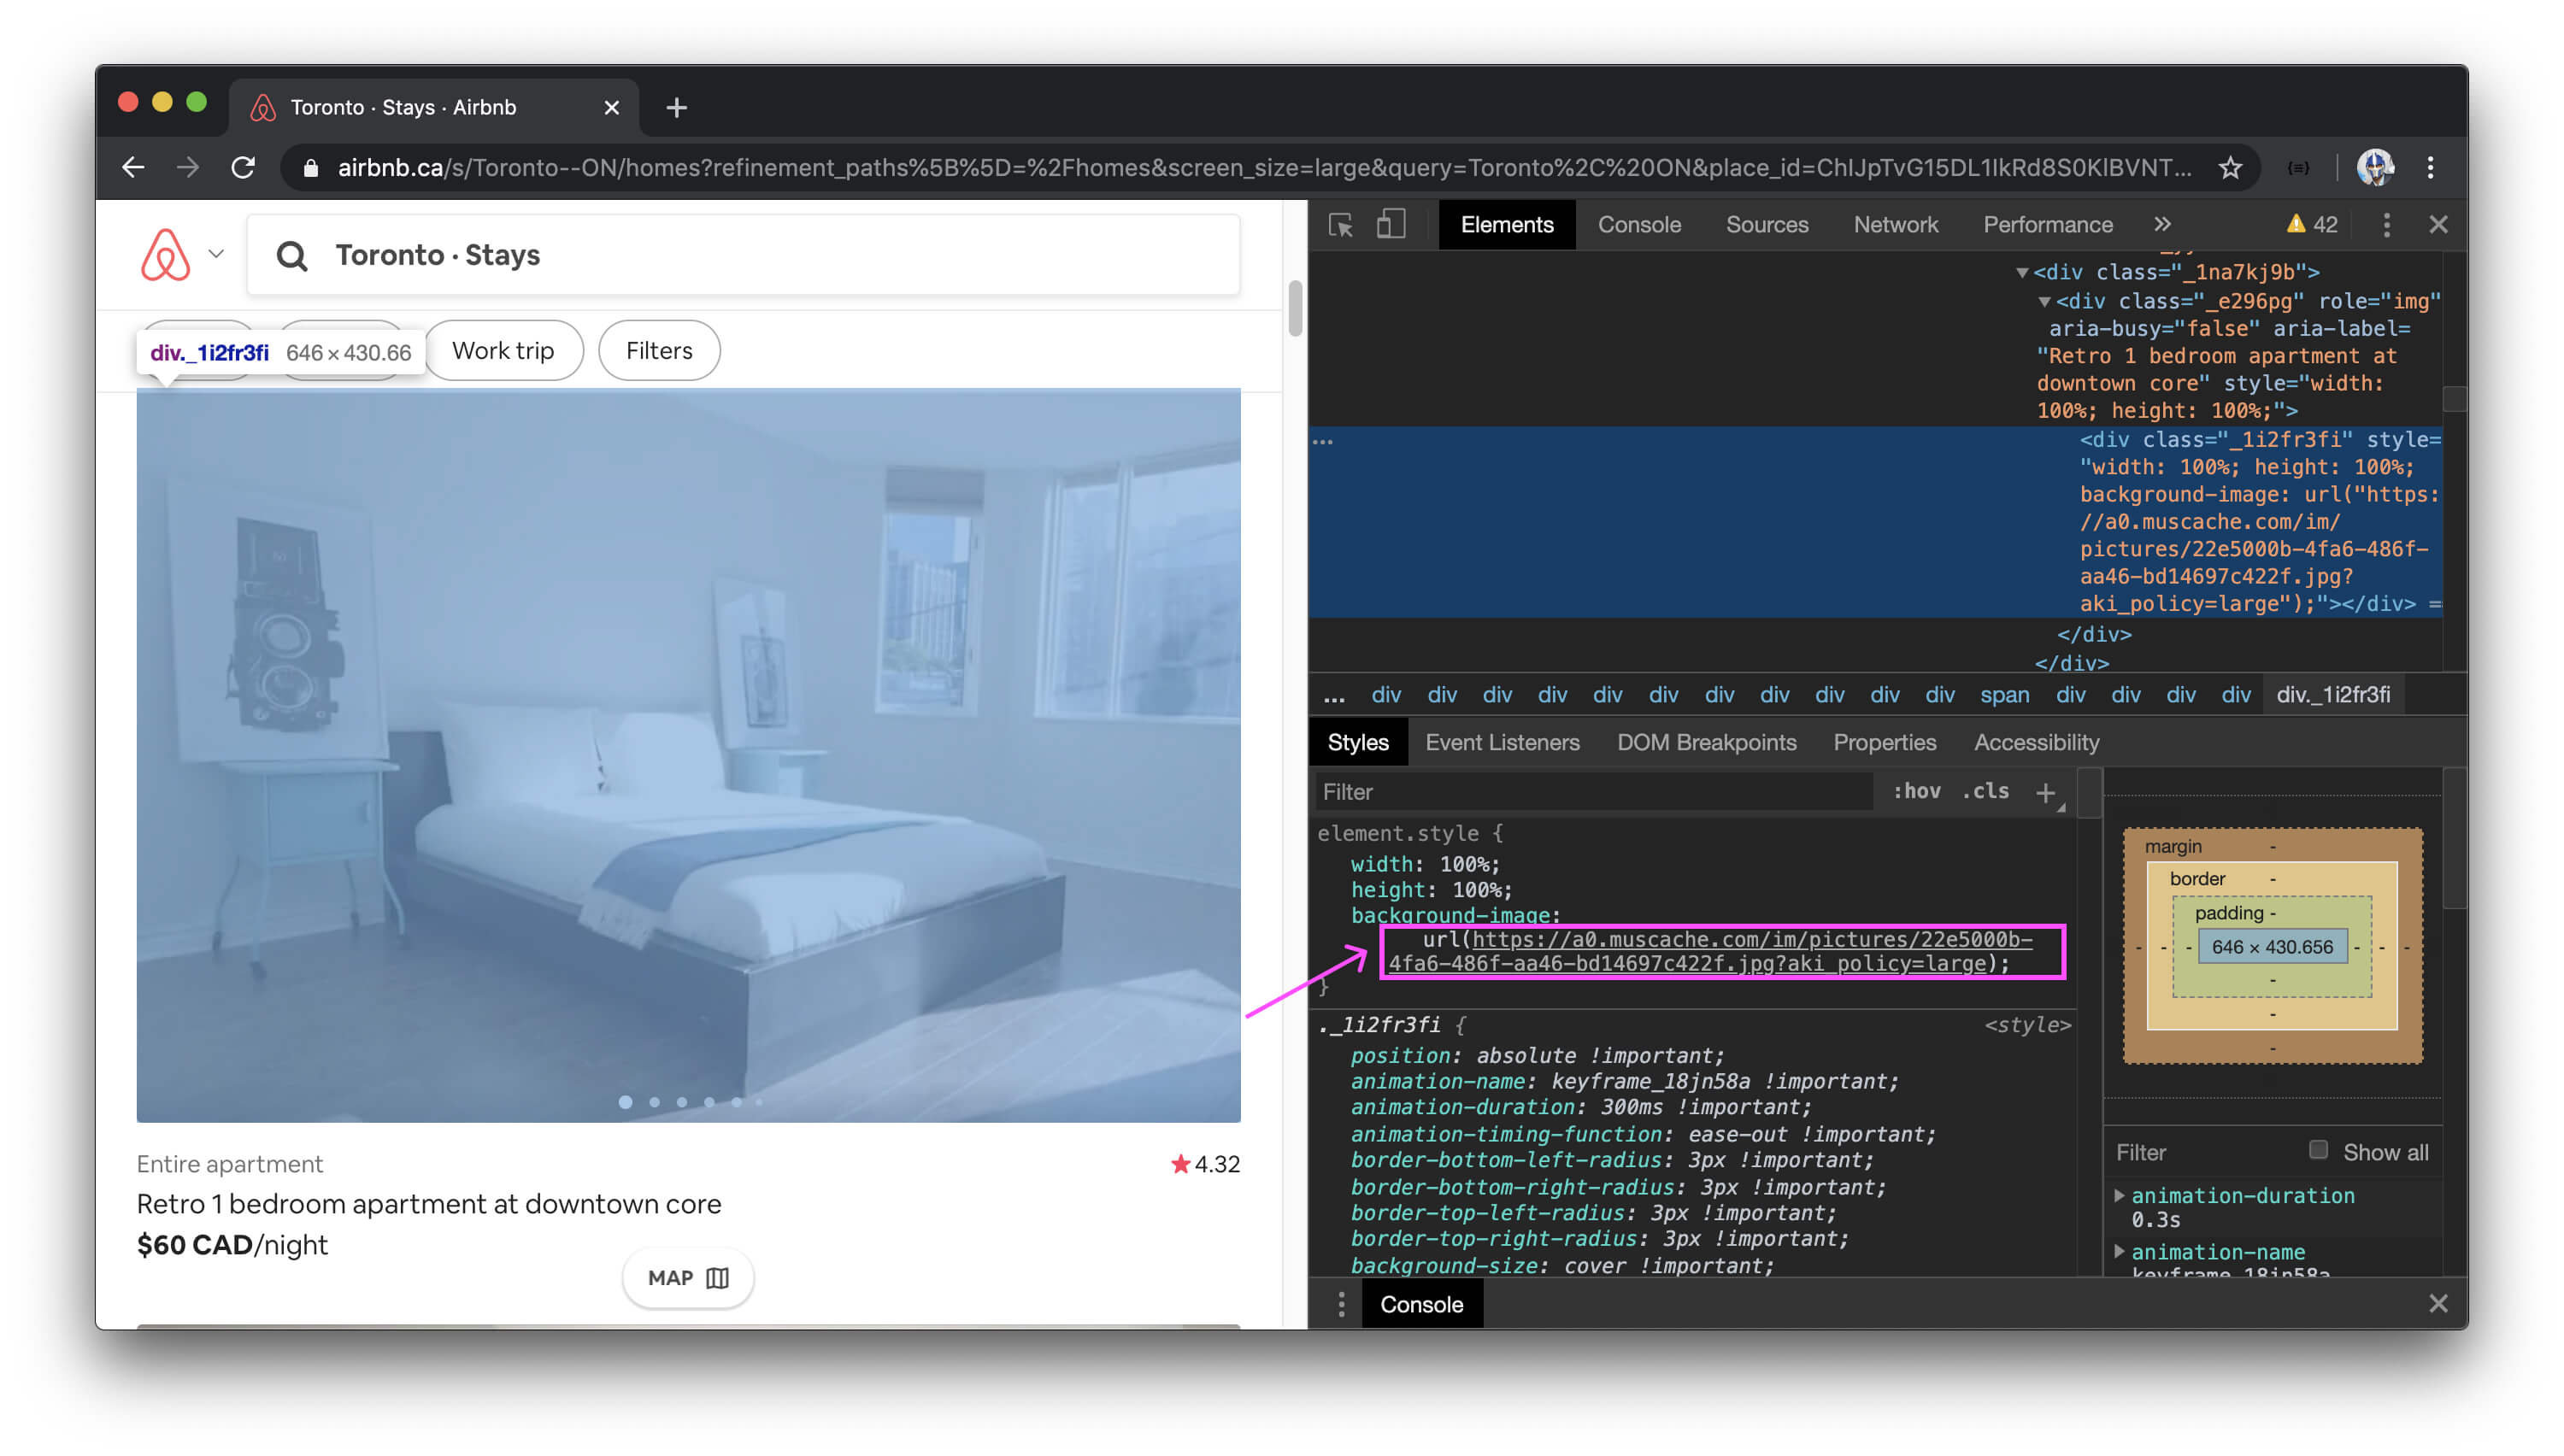 Toronto · Stays · Airbnb
airbnb.ca/s/Toronto--ON/homes?refinement_paths%5B%5D=%2Fhomes&screen_size=large&query=Toronto%2C%20ON&place_id=ChIJpTvG15DL1IkRd8S0KlBVNT...
Toronto · Stays
div._1i2fr3fi 646 × 430.66
Work trip
Filters
Entire apartment
4.32
Retro 1 bedroom apartment at downtown core
$60 CAD/night
MAP
Elements
Console
Sources
Network
Performance
42
<div class="_1na7kj9b">
<div class="_e296pg" role="img"
aria-busy="false" aria-label=
"Retro 1 bedroom apartment at
downtown core" style="width:
100%; height: 100%;">
...
<div class="_1i2fr3fi" style=
"width: 100%; height: 100%;
background-image: url("https:
//a0.muscache.com/im/
pictures/22e5000b-4fa6-486f-
aa46-bd14697c422f.jpg?
aki_policy=large");"></div> =
</div>
</div>
... div div div div div div div div div div div span div div div div div._1i2fr3fi
Styles
Event Listeners
DOM Breakpoints
Properties
Accessibility
Filter
:hov .cls +
element.style {
width: 100%;
height: 100%;
background-image:
url(https://a0.muscache.com/im/pictures/22e5000b-
4fa6-486f-aa46-bd14697c422f.jpg?aki_policy=large);
}
._1i2fr3fi { <style>
position: absolute !important;
animation-name: keyframe_18jn58a !important;
animation-duration: 300ms !important;
animation-timing-function: ease-out !important;
border-bottom-left-radius: 3px !important;
border-bottom-right-radius: 3px !important;
border-top-left-radius: 3px !important;
border-top-right-radius: 3px !important;
background-size: cover !important;
margin -
border -
padding -
- - - 646 × 430.656 - - -
-
-
-
Filter
Show all
animation-duration
0.3s
animation-name
keyframe_18jn58a
Console